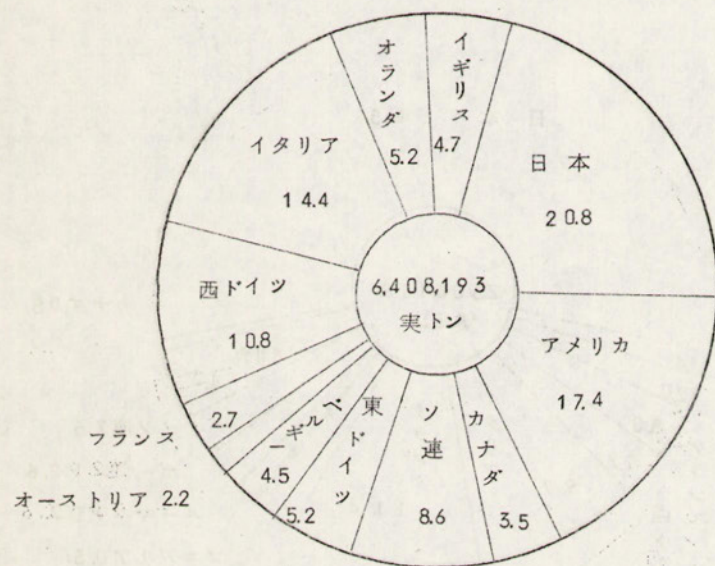 イギリス
4.7
日本
20.8
アメリカ
17.4
カナダ
3.5
ソ連
8.6
東ドイツ
5.2
ベルギー
4.5
オーストリア 2.2
フランス
2.7
西ドイツ
10.8
イタリア
14.4
オランダ
5.2
6,408,193
実トン